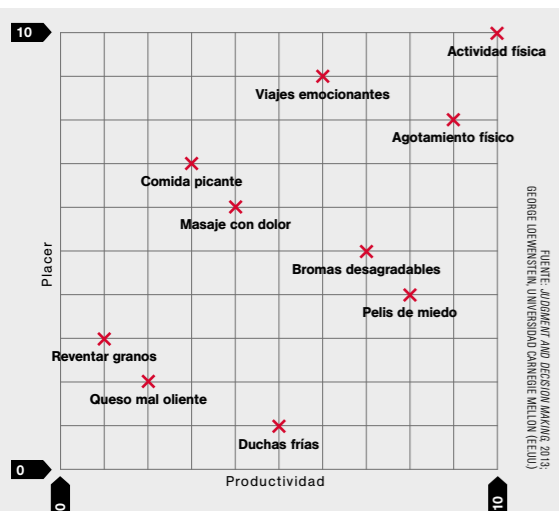 10
Actividad física
Viajes emocionantes
Agotamiento físico
Comida picante
Masaje con dolor
Bromas desagradables
Pelis de miedo
Reventar granos
Queso mal oliente
Duchas frías
Placer
0
Productividad
0
10
FUENTE: JUDGMENT AND DECISION MAKING, 2013;
GEORGE LOEWENSTEIN, UNIVERSIDAD CARNEGIE MELLON (EE.UU.)